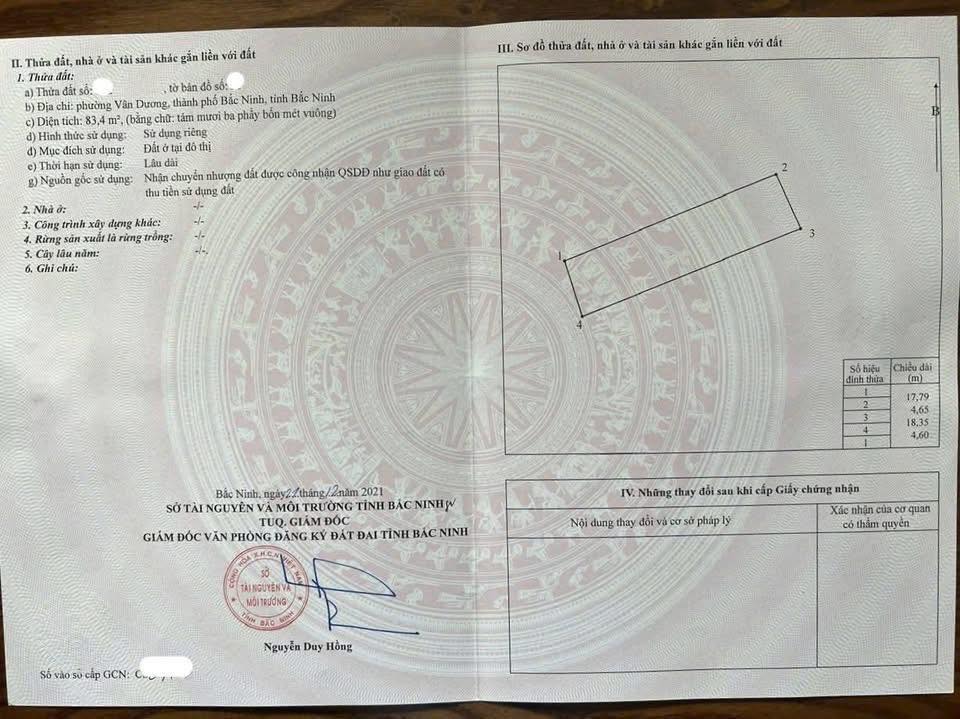 II. Thửa đất, nhà ở và tài sản khác gắn liền với đất
1. Thửa đất:
a) Thửa đất số: , tờ bản đồ số:
b) Địa chỉ: phường Vân Dương, thành phố Bắc Ninh, tỉnh Bắc Ninh
c) Diện tích: 83,4 m², (bằng chữ: tám mươi ba phẩy bốn mét vuông)
d) Hình thức sử dụng: Sử dụng riêng
đ) Mục đích sử dụng: Đất ở tại đô thị
e) Thời hạn sử dụng: Lâu dài
g) Nguồn gốc sử dụng: Nhận chuyển nhượng đất được công nhận QSDĐ như giao đất có
thu tiền sử dụng đất
2. Nhà ở: -/-
3. Công trình xây dựng khác: -/-
4. Rừng sản xuất là rừng trồng: -/-
5. Cây lâu năm: -/-.
6. Ghi chú:
Bắc Ninh, ngày 22 tháng 12 năm 2021
SỞ TÀI NGUYÊN VÀ MÔI TRƯỜNG TỈNH BẮC NINH
TUQ. GIÁM ĐỐC
GIÁM ĐỐC VĂN PHÒNG ĐĂNG KÝ ĐẤT ĐAI TỈNH BẮC NINH
CỘNG HÒA X.H.C.N VIỆT NAM
SỞ
TÀI NGUYÊN VÀ
MÔI TRƯỜNG
TỈNH BẮC NINH
Nguyễn Duy Hồng
Số vào sổ cấp GCN: C
III. Sơ đồ thửa đất, nhà ở và tài sản khác gắn liền với đất
B
2
3
1
4
Số hiệu đỉnh thửa Chiều dài (m)
1
17,79
2
4,65
3
18,35
4
4,60
1
IV. Những thay đổi sau khi cấp Giấy chứng nhận
Nội dung thay đổi và cơ sở pháp lý
Xác nhận của cơ quan
có thẩm quyền